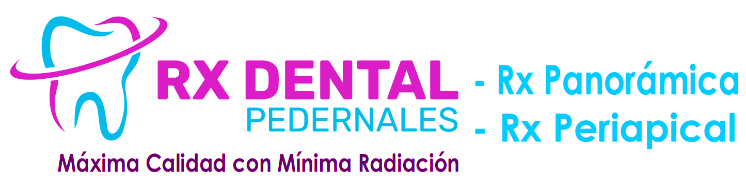 RX DENTAL
PEDERNALES
Máxima Calidad con Mínima Radiación
- Rx Panorámica
- Rx Periapical